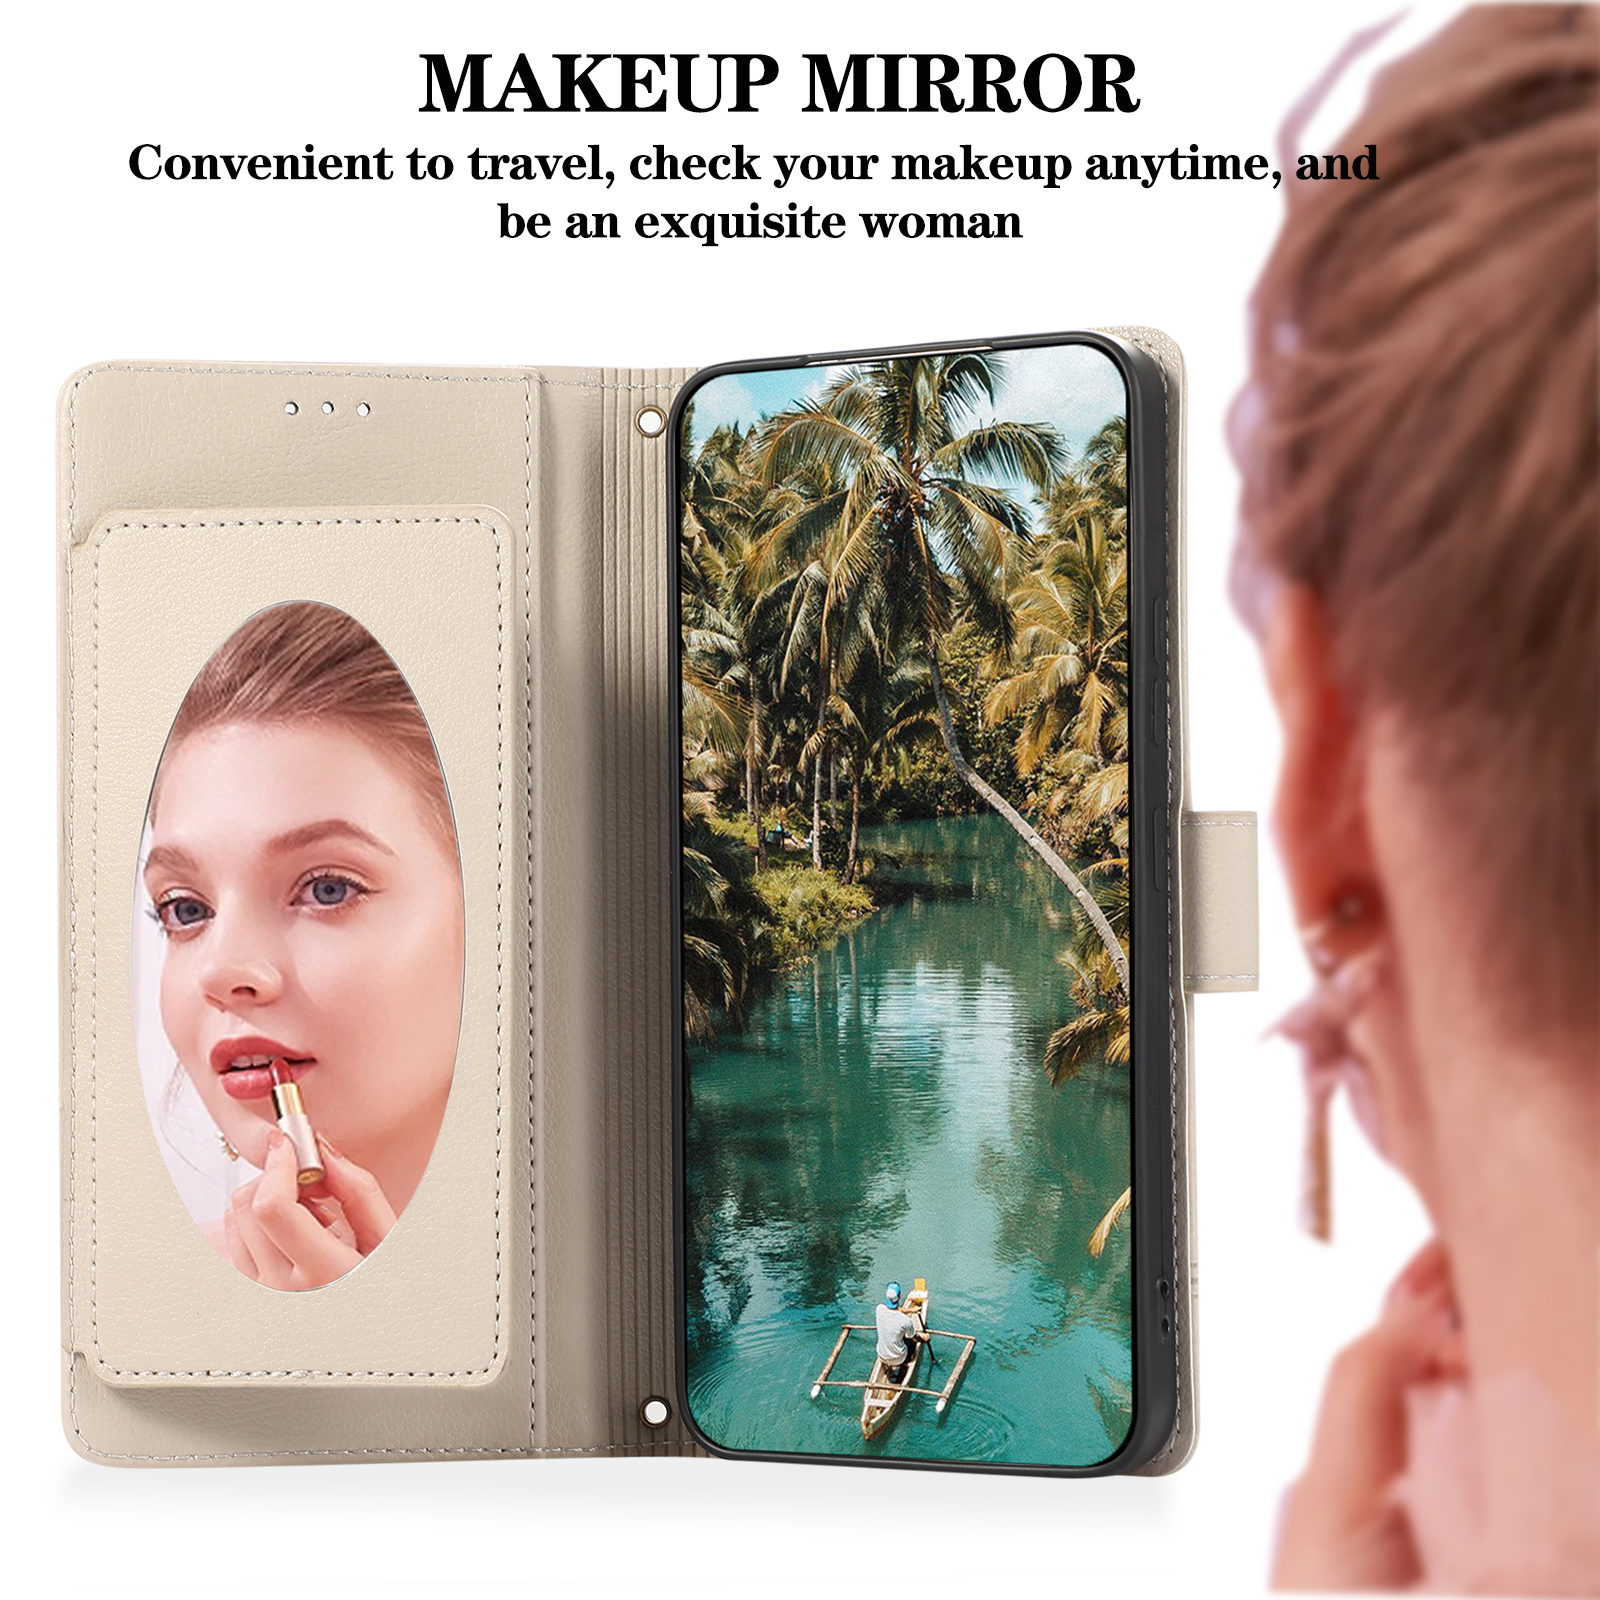 MAKEUP MIRROR
Convenient to travel, check your makeup anytime, and
be an exquisite woman